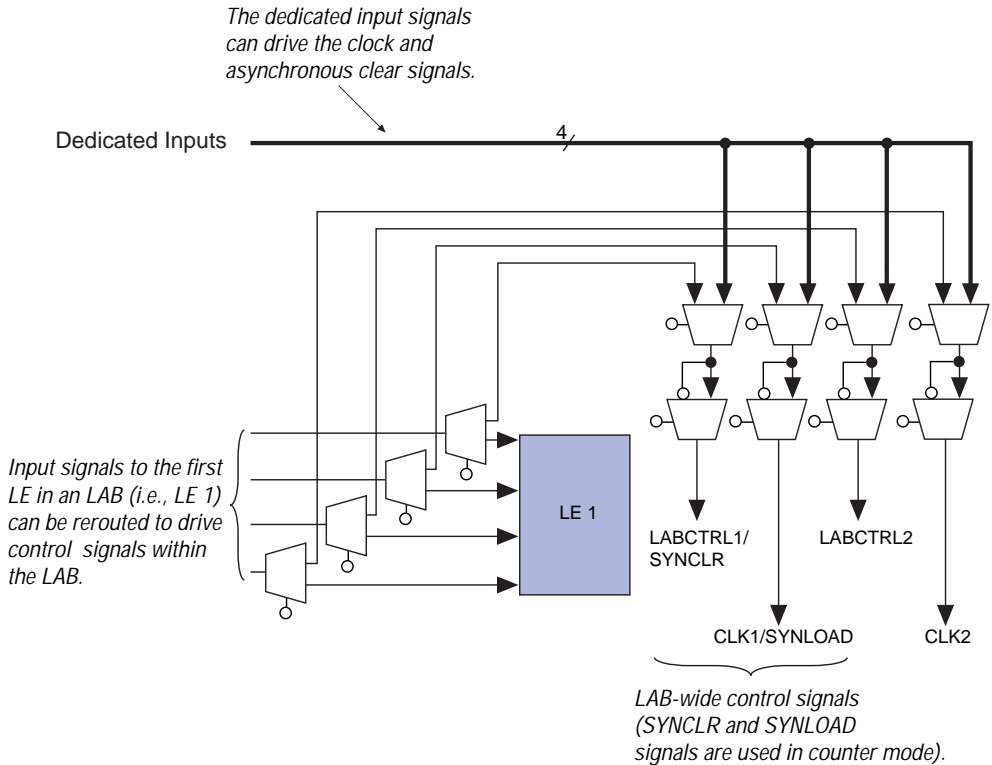 The dedicated input signals
can drive the clock and
asynchronous clear signals.
Dedicated Inputs
4
Input signals to the first
LE in an LAB (i.e., LE 1)
can be rerouted to drive
control signals within
the LAB.
LE 1
LABCTRL1/
SYNCLR
LABCTRL2
CLK1/SYNLOAD
CLK2
LAB-wide control signals
(SYNCLR and SYNLOAD
signals are used in counter mode).